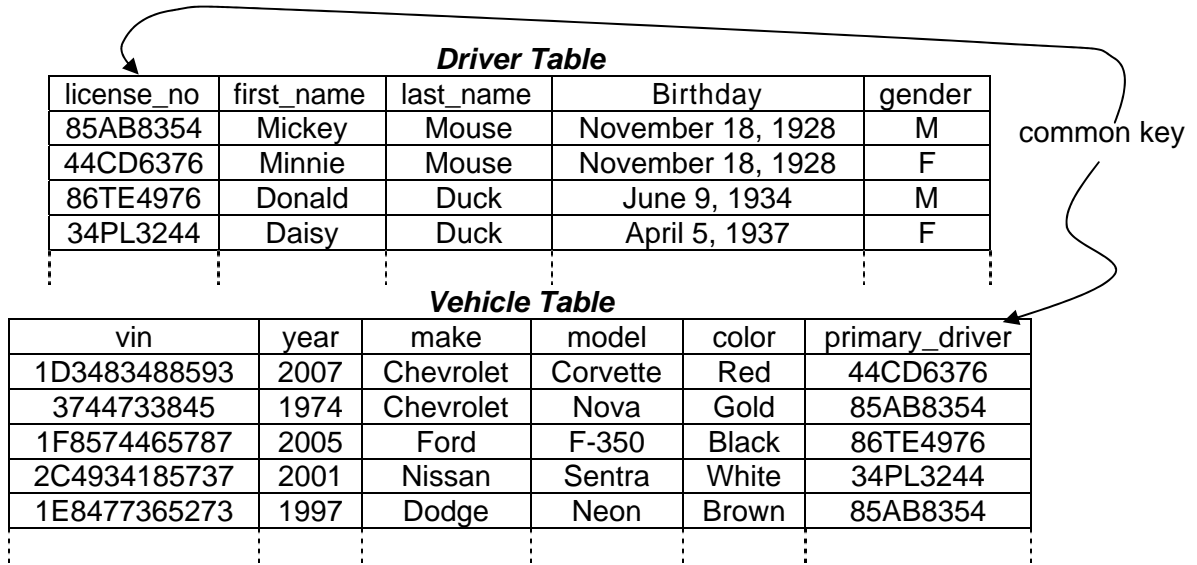 Driver Table
license_no first_name last_name Birthday gender
85AB8354 Mickey Mouse November 18, 1928 M
common key
44CD6376 Minnie Mouse November 18, 1928 F
86TE4976 Donald Duck June 9, 1934 M
34PL3244 Daisy Duck April 5, 1937 F
Vehicle Table
vin year make model color primary_driver
1D3483488593 2007 Chevrolet Corvette Red 44CD6376
3744733845 1974 Chevrolet Nova Gold 85AB8354
1F8574465787 2005 Ford F-350 Black 86TE4976
2C4934185737 2001 Nissan Sentra White 34PL3244
1E8477365273 1997 Dodge Neon Brown 85AB8354